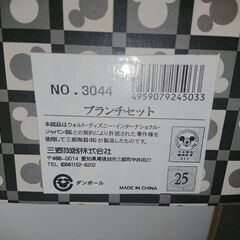 NO.3044
4959079245033
ブランチセット
本商品はウォルト・ディズニー・インターナショナル・
ジャパン㈱との契約により許諾された著作権を
使用して三郷陶器㈱が製造したものです。
三郷陶器株式会社
〒488-0014 愛知県尾張旭市三郷町中井田27
☎(0561)52-8202
25
ダンボール
MADE IN CHINA